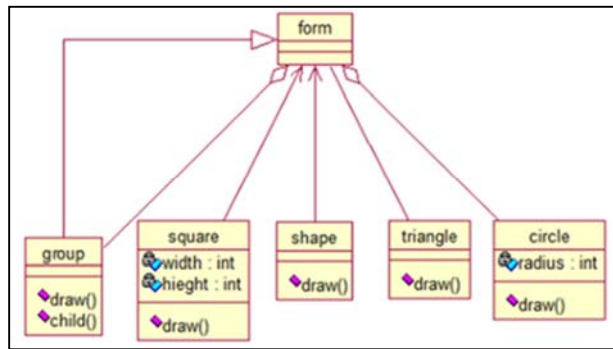 form
group
draw()
child()
square
width : int
hieght : int
draw()
shape
draw()
triangle
draw()
circle
radius : int
draw()